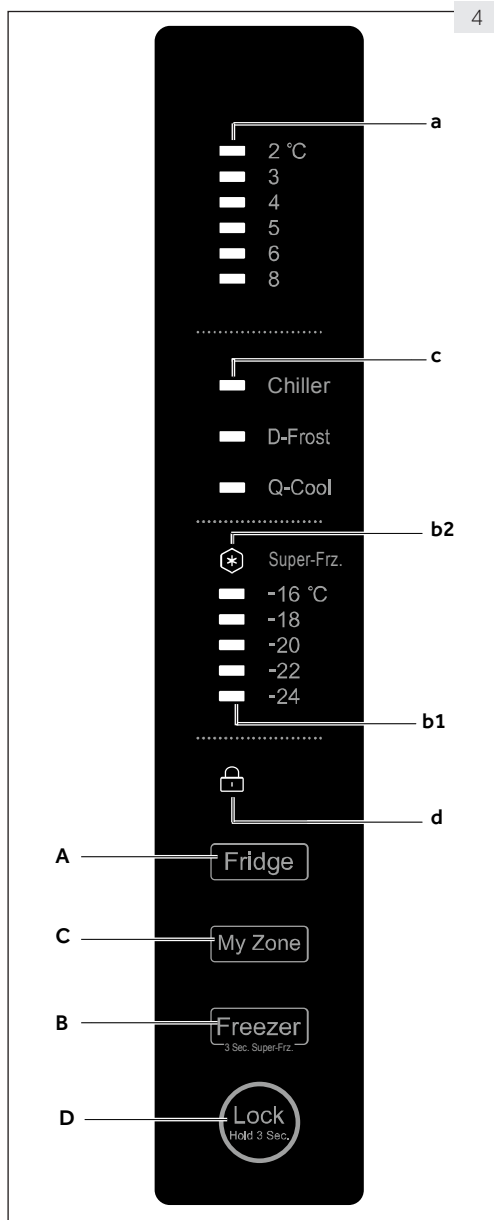 4
a
2 °C
3
4
5
6
8
c
Chiller
D-Frost
Q-Cool
b2
Super-Frz.
-16 °C
-18
-20
-22
-24
b1
d
A
Fridge
C
My Zone
B
Freezer
3 Sec. Super-Frz.
D
Lock
Hold 3 Sec.